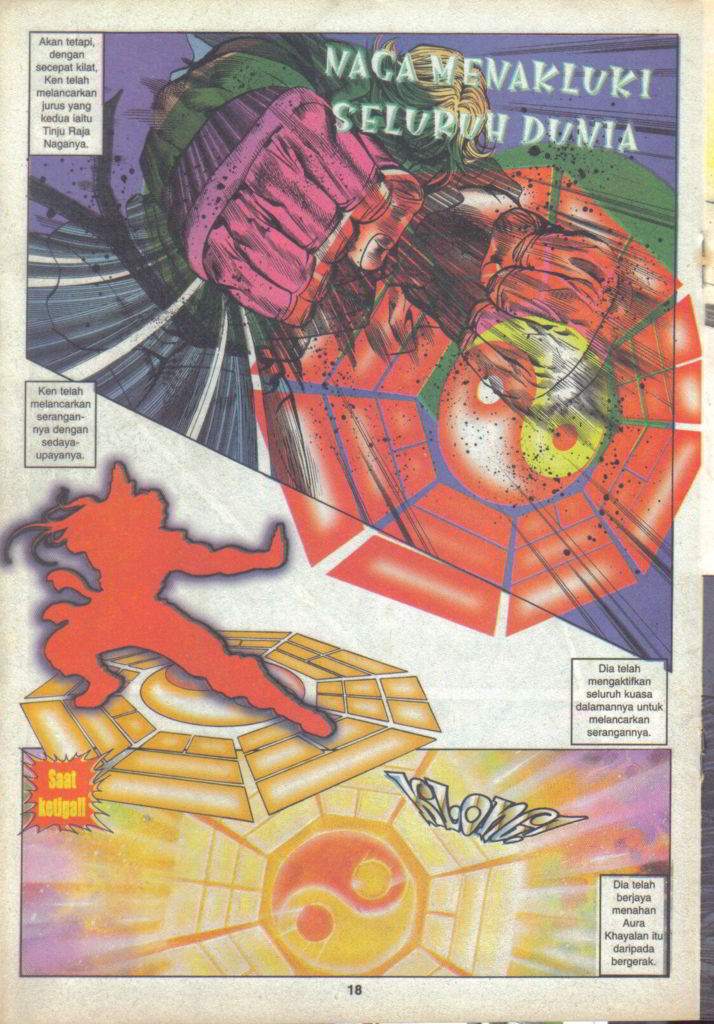 Akan tetapi,
dengan
secepat kilat,
Ken telah
melancarkan
jurus yang
kedua iaitu
Tinju Raja
Naganya.
NAGA MENAKLUKI
SELURUH DUNIA
Ken telah
melancarkan
serangan-
nya dengan
sedaya-
upayanya.
Dia telah
mengaktifkan
seluruh kuasa
dalamannya untuk
melancarkan
serangannya.
Saat
ketiga!!
Dia telah
berjaya
menahan
Aura
Khayalan itu
daripada
bergerak.
18